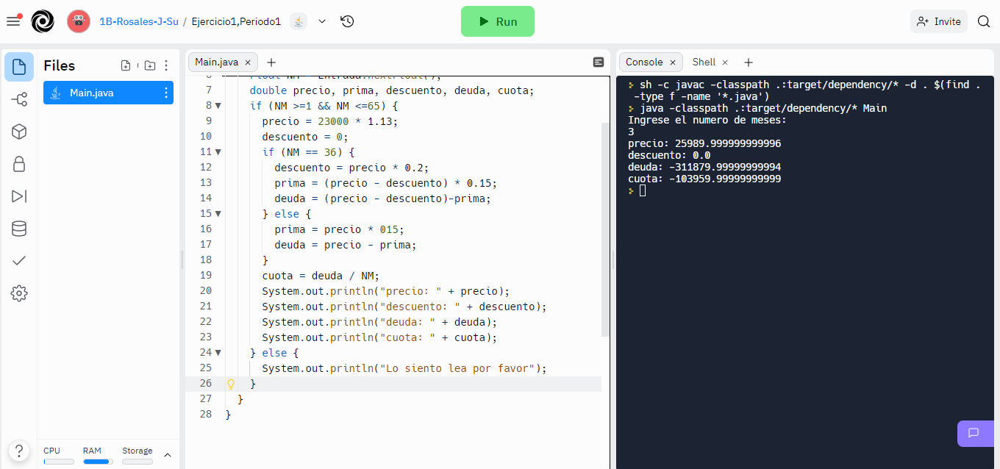 1B-Rosales-J-Su / Ejercicio1,Periodo1
Run
Invite
Files
Main.java
CPU
RAM
Storage
Main.java
6 float NM = Entrada.nextFloat();
7 double precio, prima, descuento, deuda, cuota;
8 if (NM >=1 && NM <=65) {
9 precio = 23000 * 1.13;
10 descuento = 0;
11 if (NM == 36) {
12 descuento = precio * 0.2;
13 prima = (precio - descuento) * 0.15;
14 deuda = (precio - descuento)-prima;
15 } else {
16 prima = precio * 015;
17 deuda = precio - prima;
18 }
19 cuota = deuda / NM;
20 System.out.println("precio: " + precio);
21 System.out.println("descuento: " + descuento);
22 System.out.println("deuda: " + deuda);
23 System.out.println("cuota: " + cuota);
24 } else {
25 System.out.println("Lo siento lea por favor");
26 }
27 }
28 }
Console
Shell
sh -c javac -classpath .:target/dependency/* -d . $(find .
-type f -name '*.java')
java -classpath .:target/dependency/* Main
Ingrese el numero de meses:
3
precio: 25989.999999999996
descuento: 0.0
deuda: -311879.99999999994
cuota: -103959.99999999999